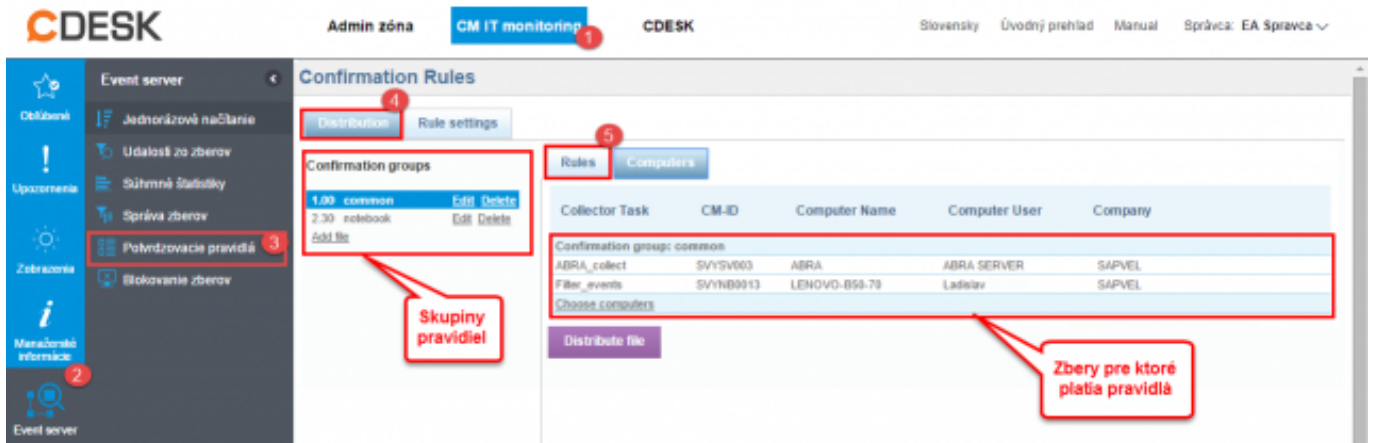 CDESK
Admin zóna CM IT monitoring 1 CDESK Slovensky Úvodný prehľad Manual Správca: EA Spravca
Obľúbené
Upozornenia
Zobrazenia
Manažerské
informácie
2
Event server
Event server
Jednorázové načítanie
Udalosti zo zberov
Súhrnné štatistiky
Správa zberov
Potvrdzovacie pravidlá 3
Blokovanie zberov
Confirmation Rules
4
Distribution Rule settings
Confirmation groups
1.00 common Edit Delete
2.30 notebook Edit Delete
Add file
Skupiny
pravidiel
5
Rules Computers
Collector Task CM-ID Computer Name Computer User Company
Confirmation group: common
ABRA_collect SVYSV003 ABRA ABRA SERVER SAPVEL
Filter_events SVYNB0013 LENOVO-B50-70 Ladislav SAPVEL
Choose computers
Distribute file
Zbery pre ktoré
platia pravidlá